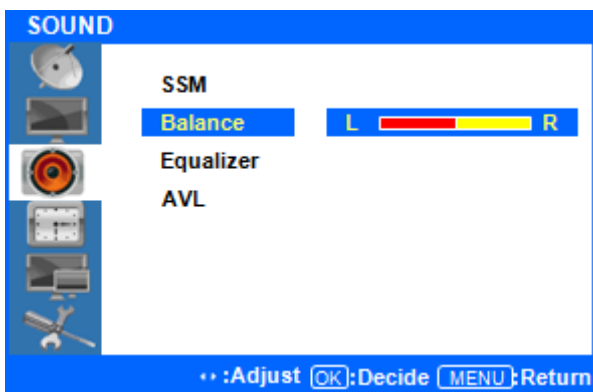 SOUND
SSM
Balance L R
Equalizer
AVL
:Adjust OK:Decide MENU:Return